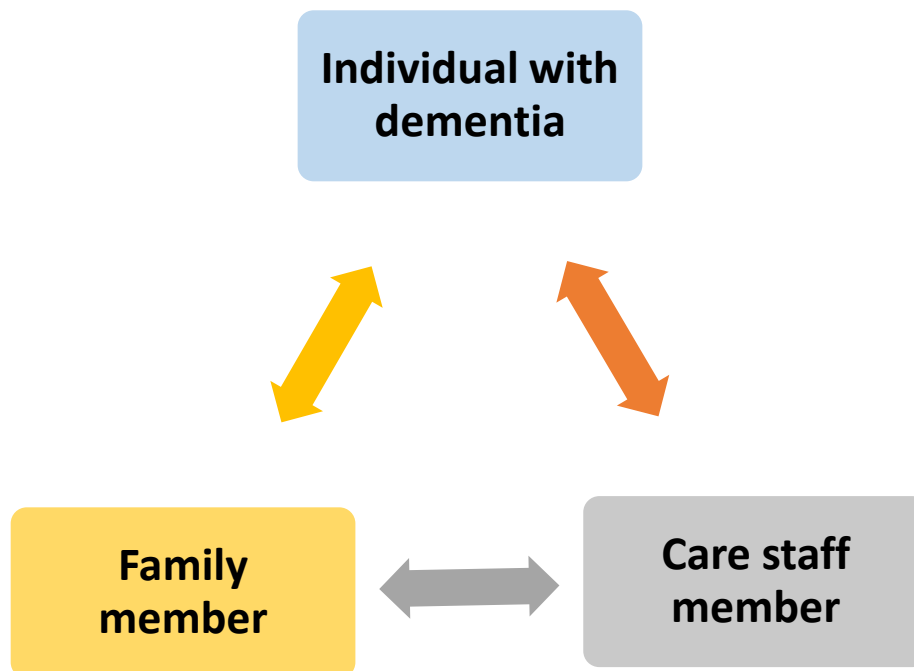 Individual with
dementia
Family
member
Care staff
member